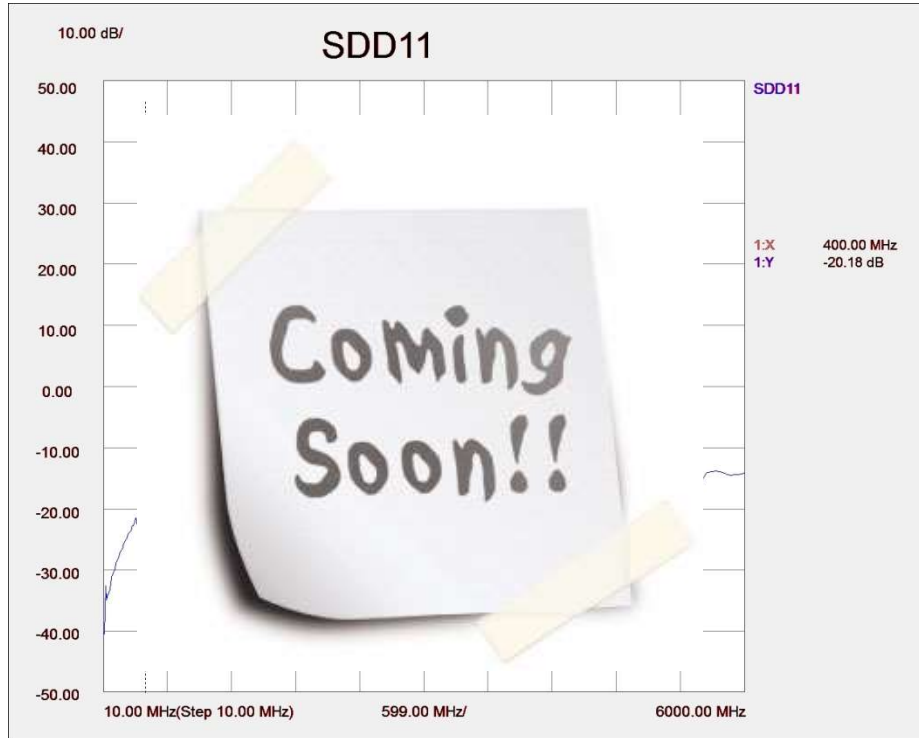 10.00 dB/
SDD11
50.00
SDD11
40.00
30.00
1:X 400.00 MHz
20.00
1:Y -20.18 dB
10.00
Coming
0.00
Soon!!
-10.00
-20.00
-30.00
-40.00
-50.00
10.00 MHz(Step 10.00 MHz) 599.00 MHz/ 6000.00 MHz